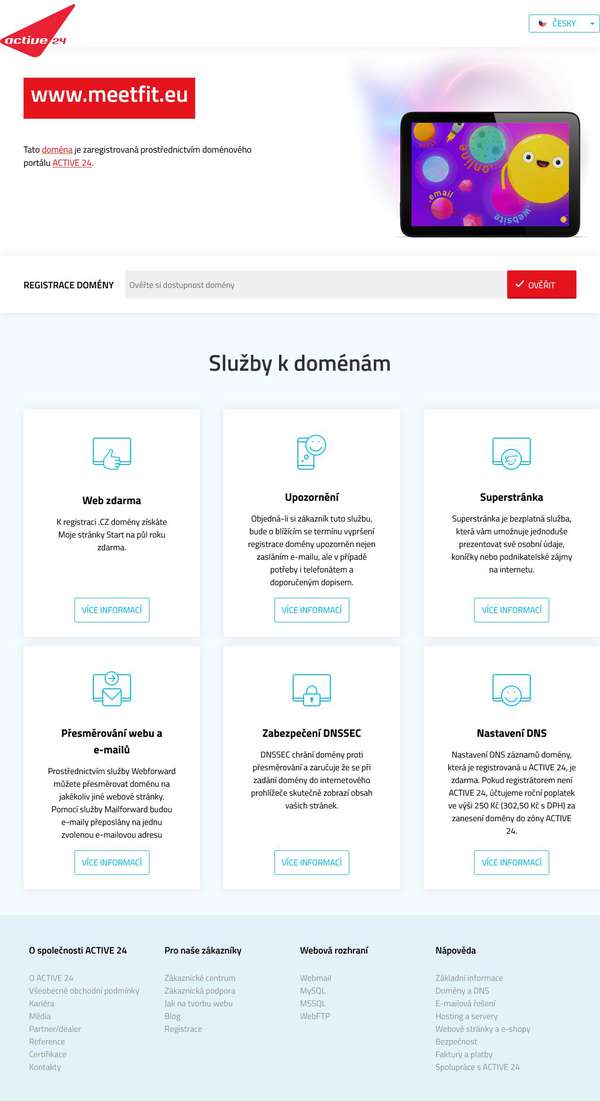 active 24
ČESKY
www.meetfit.eu
Tato doména je zaregistrovaná prostřednictvím doménového
portálu ACTIVE 24.
.online
.email
.website
REGISTRACE DOMÉNY
Ověřte si dostupnost domény
OVĚŘIT
Služby k doménám
Web zdarma
K registraci .CZ domény získáte
Moje stránky Start na půl roku
zdarma.
VÍCE INFORMACÍ
Upozornění
Objedná-li si zákazník tuto službu,
bude o blížícím se termínu vypršení
registrace domény upozorněn nejen
zasláním e-mailu, ale v případě
potřeby i telefonátem a
doporučeným dopisem.
VÍCE INFORMACÍ
Superstránka
Superstránka je bezplatná služba,
která vám umožnuje jednoduše
prezentovat své osobní údaje,
koníčky nebo podnikatelské zájmy
na internetu.
VÍCE INFORMACÍ
Přesměrování webu a
e-mailů
Prostřednictvím služby Webforward
můžete přesměrovat doménu na
jakékoliv jiné webové stránky.
Pomocí služby Mailforward budou
e-maily přeposlány na jednu
zvolenou e-mailovou adresu
VÍCE INFORMACÍ
Zabezpečení DNSSEC
DNSSEC chrání domény proti
přesměrování a zaručuje že se při
zadání domény do internetového
prohlížeče skutečně zobrazí obsah
vašich stránek.
VÍCE INFORMACÍ
Nastavení DNS
Nastavení DNS záznamů domény,
která je registrovaná u ACTIVE 24, je
zdarma. Pokud registrátorem není
ACTIVE 24, účtujeme roční poplatek
ve výši 250 Kč (302,50 Kč s DPH) za
zanesení domény do zóny ACTIVE
24.
VÍCE INFORMACÍ
O společnosti ACTIVE 24
O ACTIVE 24
Všeobecné obchodní podmínky
Kariéra
Média
Partner/dealer
Reference
Certifikace
Kontakty
Pro naše zákazníky
Zákaznické centrum
Zákaznická podpora
Jak na tvorbu webu
Blog
Registrace
Webová rozhraní
Webmail
MySQL
MSSQL
WebFTP
Nápověda
Základní informace
Domény a DNS
E-mailová řešení
Hosting a servery
Webové stránky a e-shopy
Bezpečnost
Faktury a platby
Spolupráce s ACTIVE 24